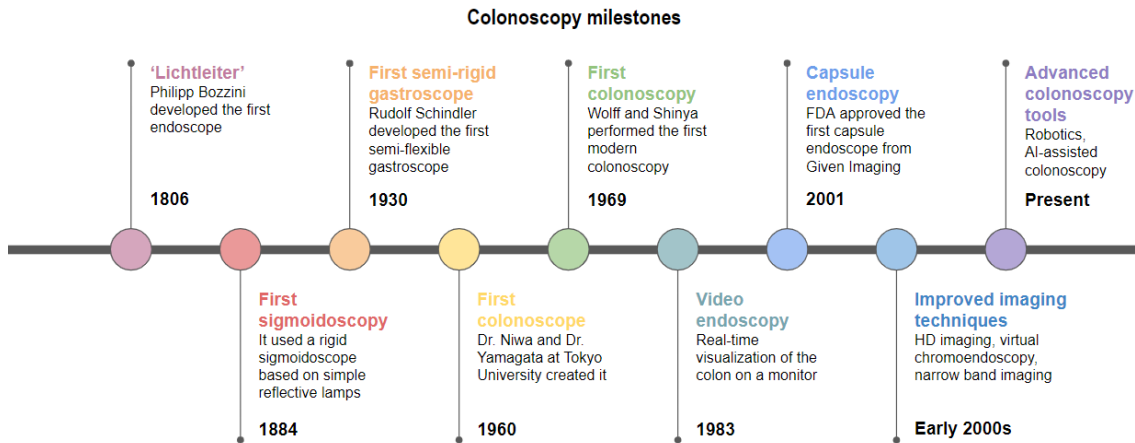 Colonoscopy milestones
‘Lichtleiter’
Philipp Bozzini
developed the first
endoscope
1806
First semi-rigid
gastroscope
Rudolf Schindler
developed the first
semi-flexible
gastroscope
1930
First
colonoscopy
Wolff and Shinya
performed the first
modern
colonoscopy
1969
Capsule
endoscopy
FDA approved the
first capsule
endoscope from
Given Imaging
2001
Advanced
colonoscopy
tools
Robotics,
AI-assisted
colonoscopy
Present
First
sigmoidoscopy
It used a rigid
sigmoidoscope
based on simple
reflective lamps
1884
First
colonoscope
Dr. Niwa and Dr.
Yamagata at Tokyo
University created it
1960
Video
endoscopy
Real-time
visualization of the
colon on a monitor
1983
Improved imaging
techniques
HD imaging, virtual
chromoendoscopy,
narrow band imaging
Early 2000s